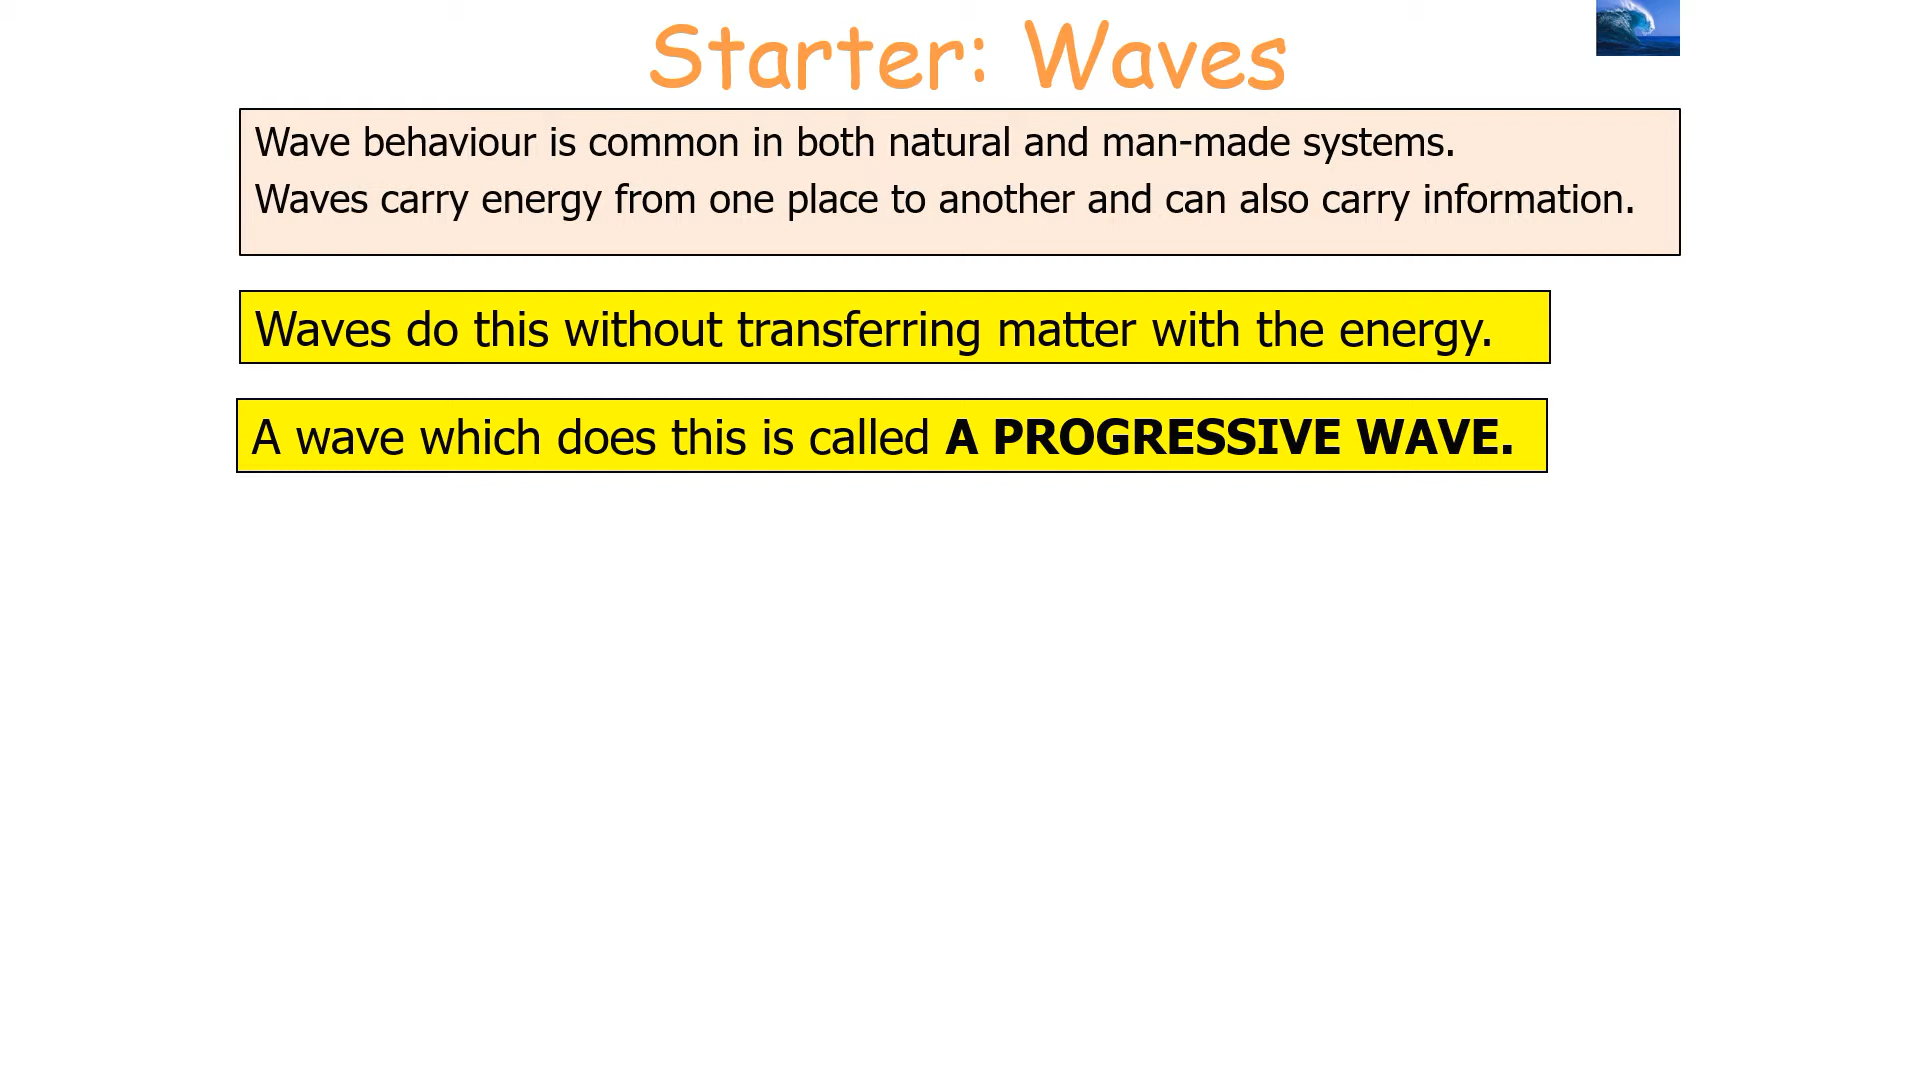 Starter: Waves
Wave behaviour is common in both natural and man-made systems.
Waves carry energy from one place to another and can also carry information.
Waves do this without transferring matter with the energy.
A wave which does this is called A PROGRESSIVE WAVE.